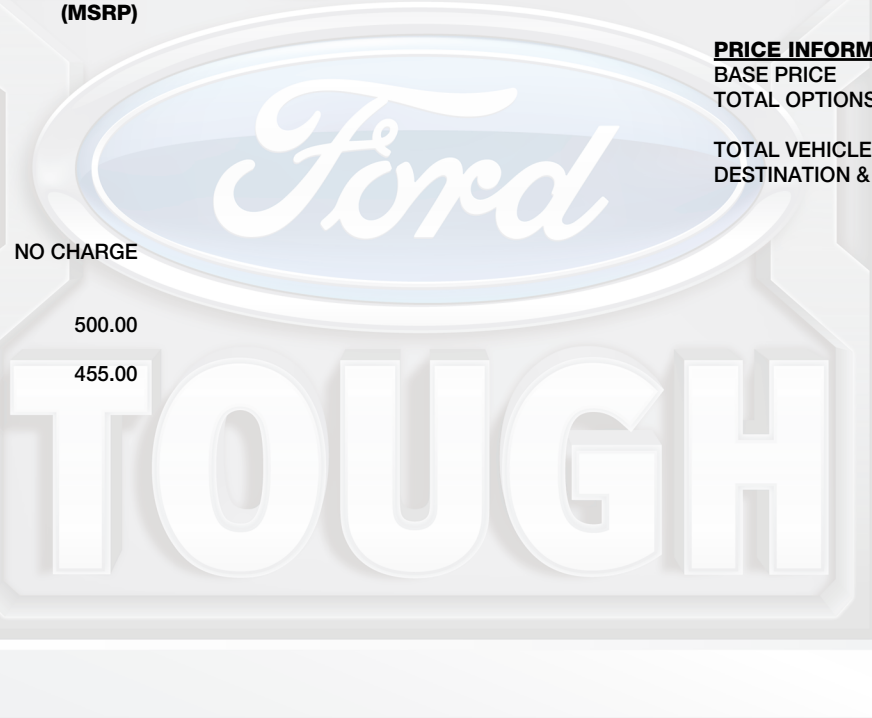 (MSRP)
PRICE INFORM
BASE PRICE
TOTAL OPTIONS
TOTAL VEHICLE
DESTINATION &
NO CHARGE
500.00
455.00
Ford
TOUGH